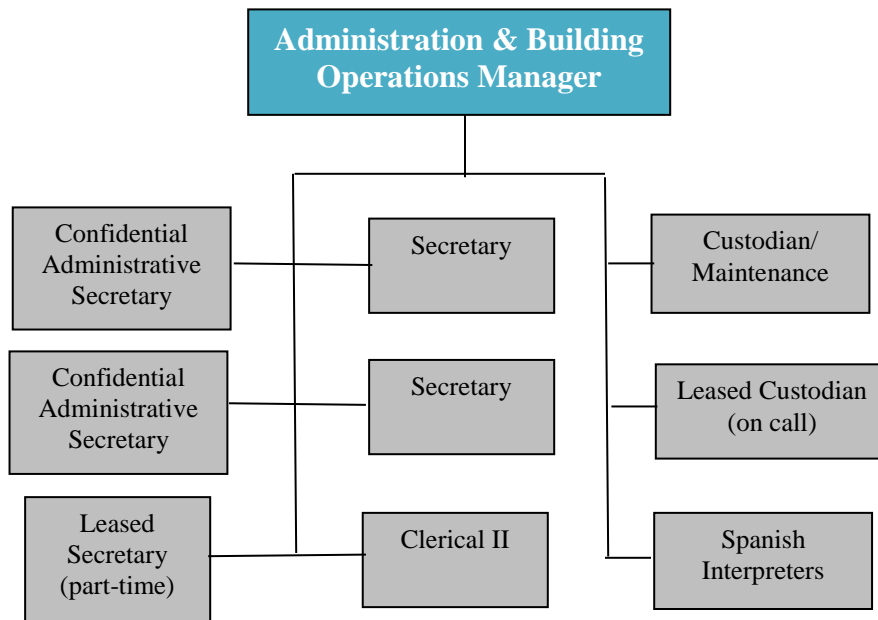 Administration & Building
Operations Manager
Confidential
Administrative
Secretary
Secretary
Custodian/
Maintenance
Confidential
Administrative
Secretary
Secretary
Leased Custodian
(on call)
Leased
Secretary
(part-time)
Clerical II
Spanish
Interpreters